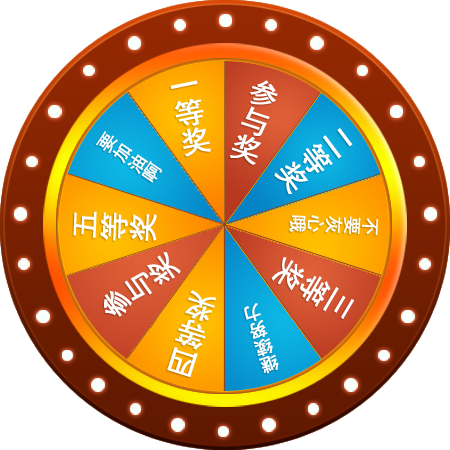 一等奖
参与奖
二等奖
不要灰心哦
三等奖
继续努力
四等奖
参与奖
五等奖
要加油啊